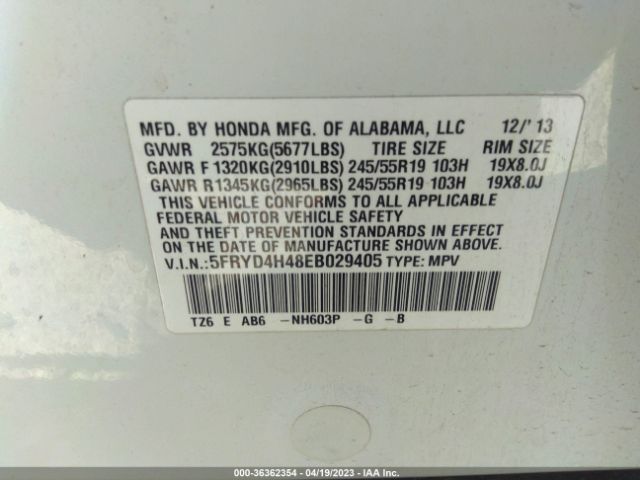 MFD. BY HONDA MFG. OF ALABAMA, LLC 12/'13
GVWR 2575KG(5677LBS) TIRE SIZE RIM SIZE
GAWR F 1320KG(2910LBS) 245/55R19 103H 19X8.0J
GAWR R1345KG(2965LBS) 245/55R19 103H 19X8.0J
THIS VEHICLE CONFORMS TO ALL APPLICABLE
FEDERAL MOTOR VEHICLE SAFETY
AND THEFT PREVENTION STANDARDS IN EFFECT
ON THE DATE OF MANUFACTURE SHOWN ABOVE.
V.I.N.:5FRYD4H48EB029405 TYPE: MPV
TZ6 E AB6 -NH603P -G -B
000-36362354 - 04/19/2023 - IAA Inc.